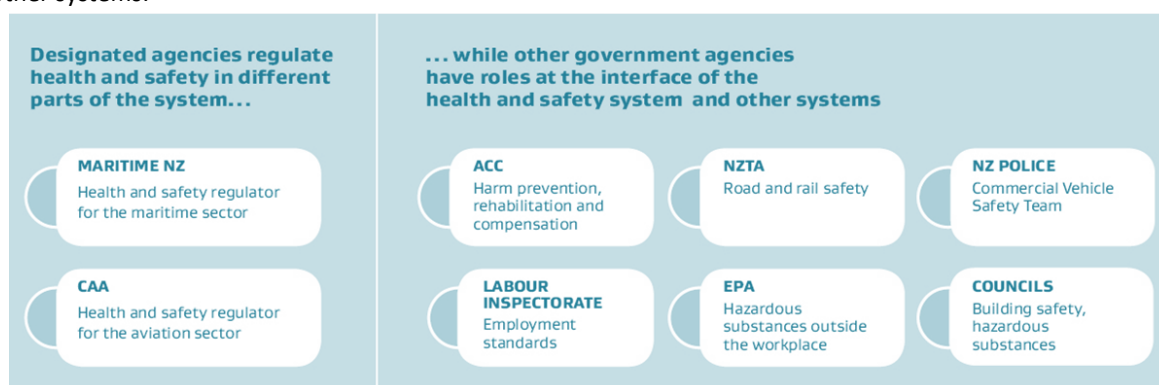 other systems.
Designated agencies regulate
health and safety in different
parts of the system...
... while other government agencies
have roles at the interface of the
health and safety system and other systems
MARITIME NZ
Health and safety regulator
for the maritime sector
CAA
Health and safety regulator
for the aviation sector
ACC
Harm prevention,
rehabilitation and
compensation
NZTA
Road and rail safety
NZ POLICE
Commercial Vehicle
Safety Team
LABOUR
INSPECTORATE
Employment
standards
EPA
Hazardous
substances outside
the workplace
COUNCILS
Building safety,
hazardous
substances